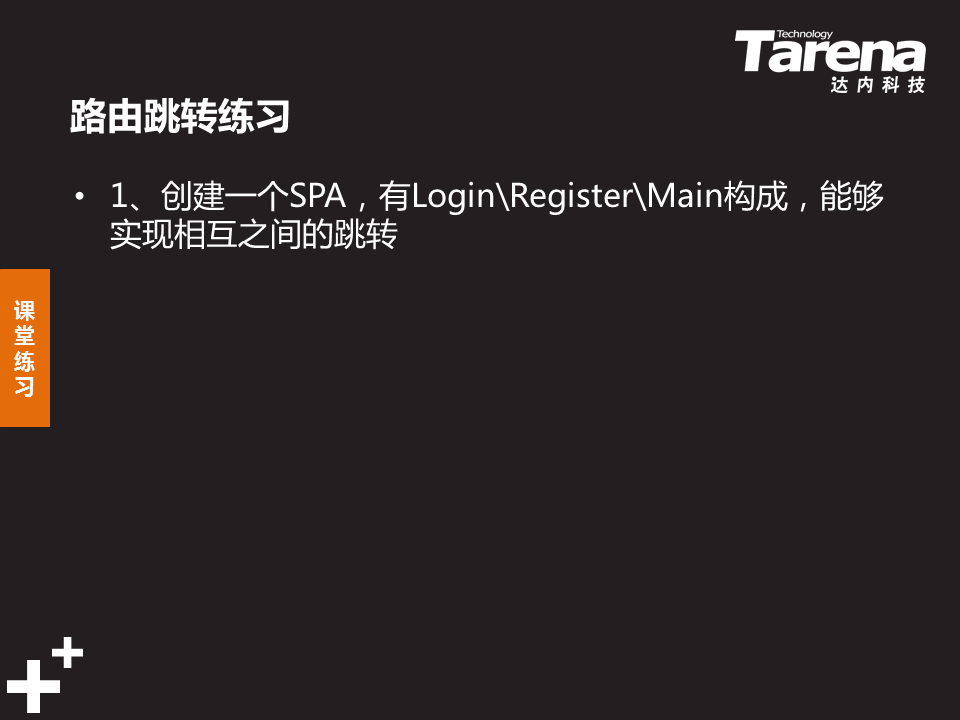 Technology
Tarena
达内科技
路由跳转练习
• 1、创建一个SPA，有Login\Register\Main构成，能够
实现相互之间的跳转
课
堂
练
习